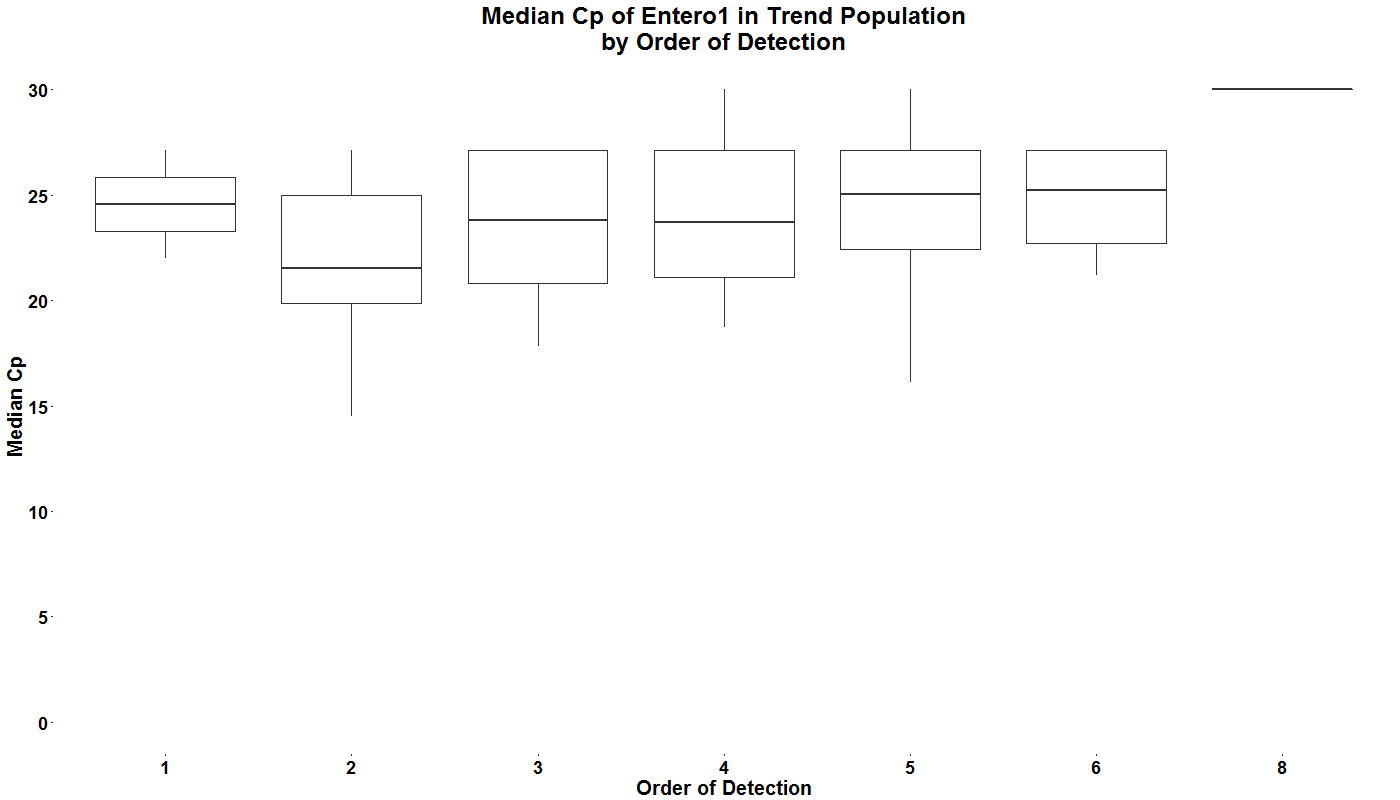 Median Cp of Entero1 in Trend Population
by Order of Detection
Median Cp
30
25
20
15
10
5
0
1 2 3 4 5 6 8
Order of Detection